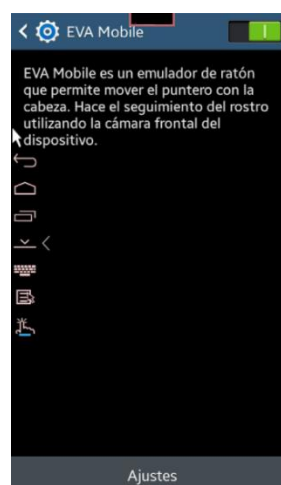 EVA Mobile
EVA Mobile es un emulador de ratón
que permite mover el puntero con la
cabeza. Hace el seguimiento del rostro
utilizando la cámara frontal del
dispositivo.
Ajustes